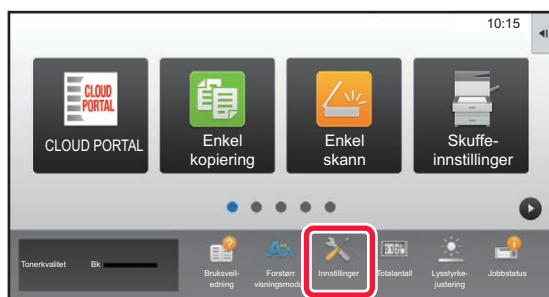 10:15
CLOUD
PORTAL
CLOUD PORTAL
Enkel
kopiering
Enkel
skann
Skuffe-
innstillinger
Tonerkvalitet
Bk
Bruksveil-
edning
Forstørr
visningsmodus
Innstillinger
Totalantall
Lysstyrke-
justering
Jobbstatus